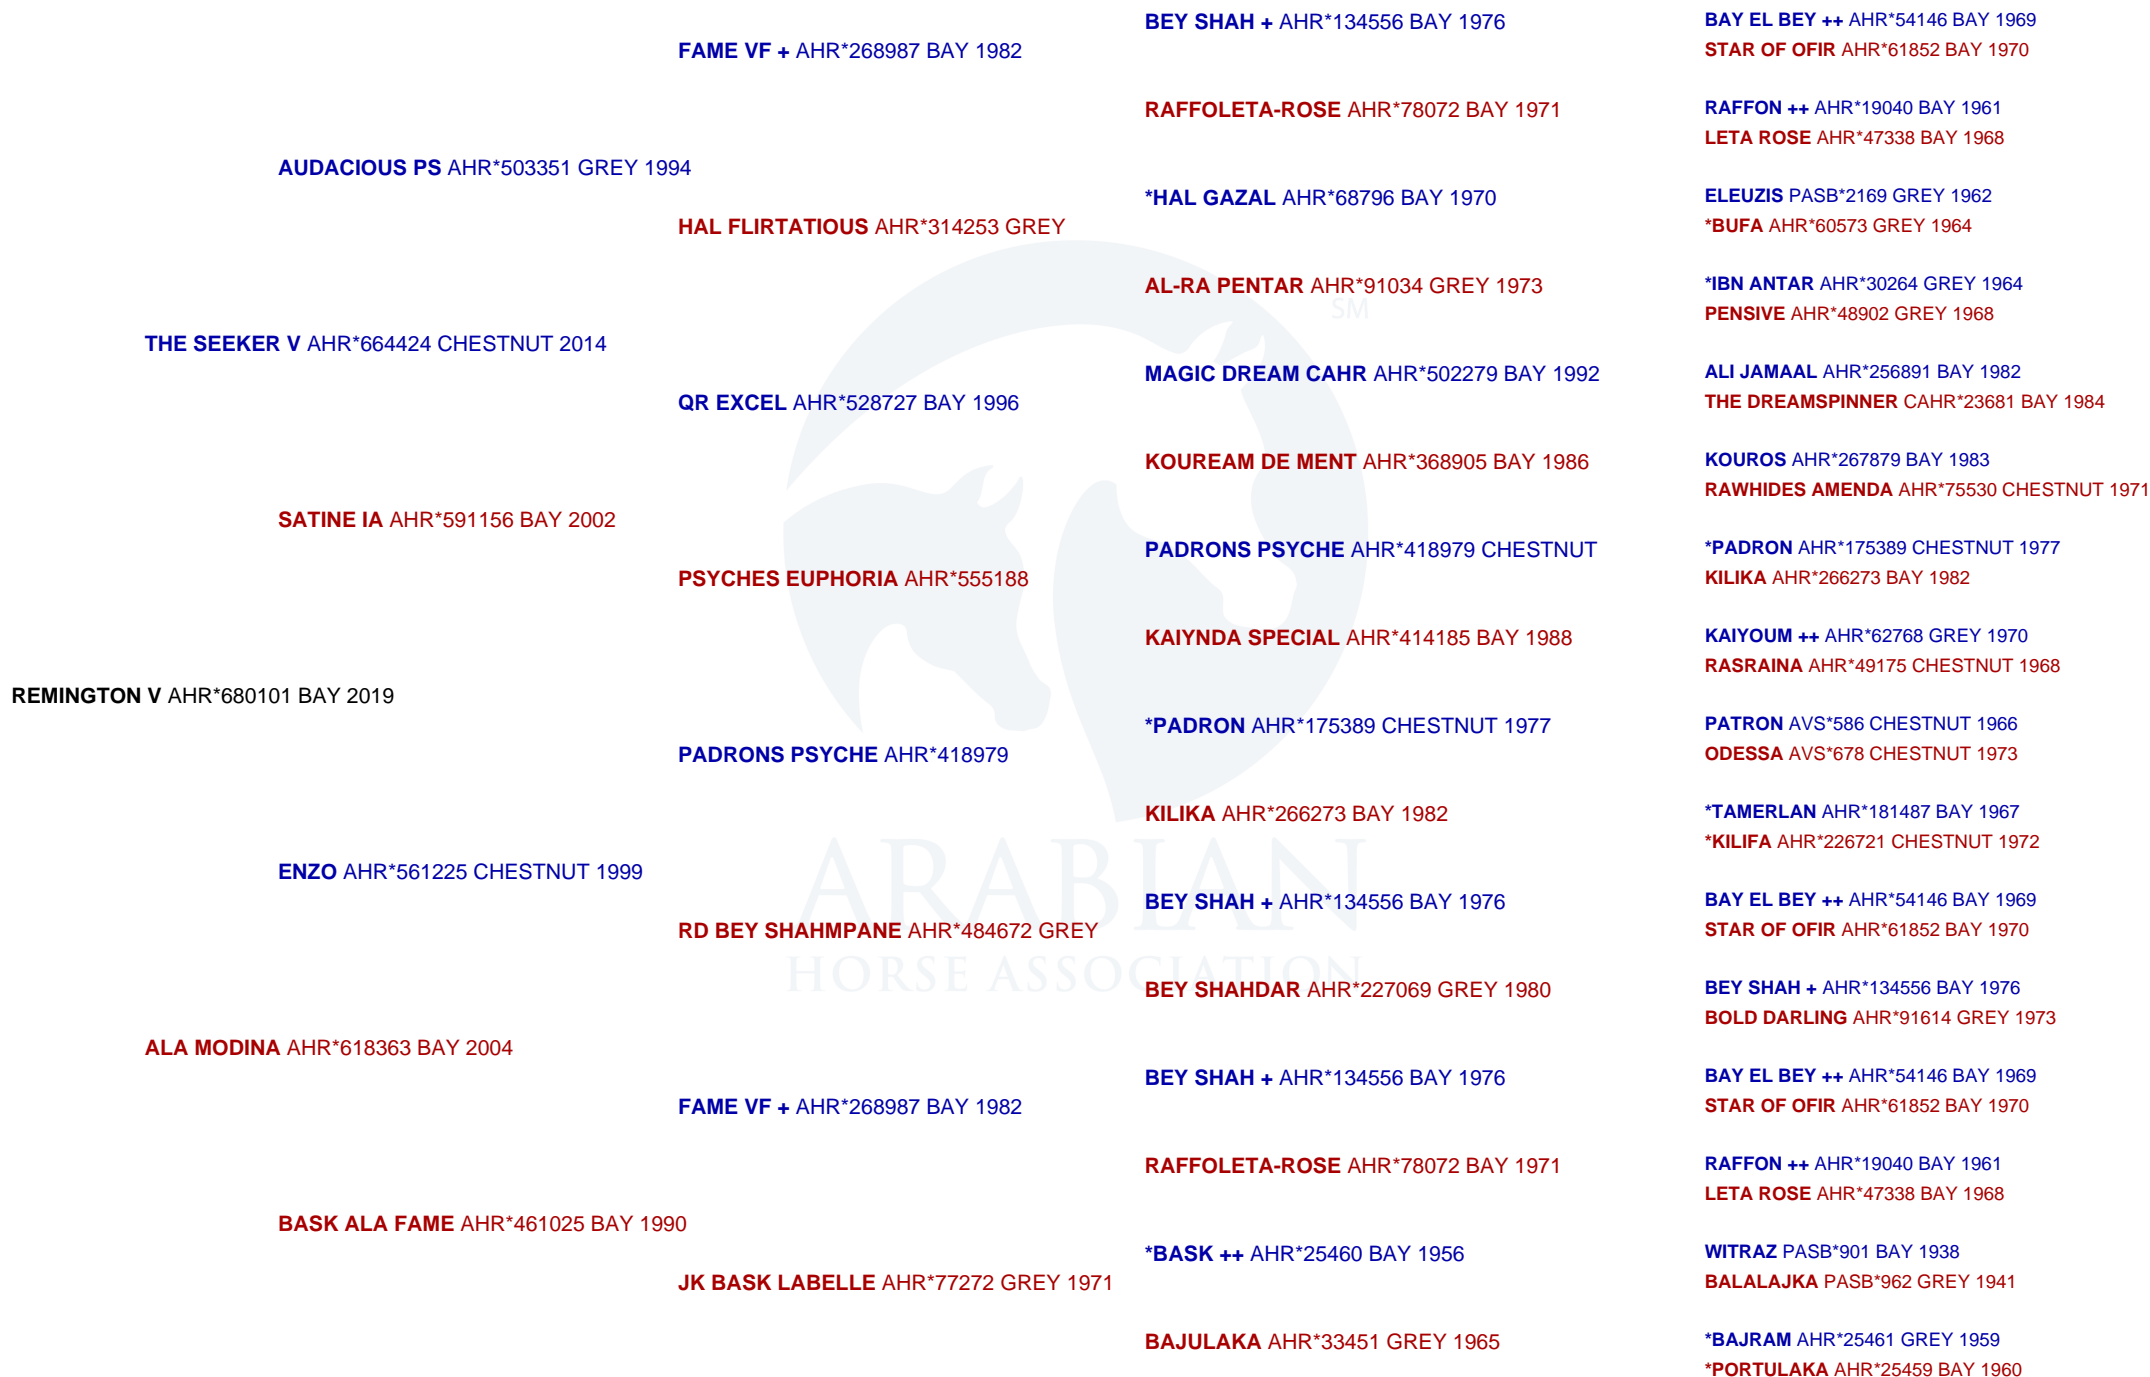 BEY SHAH + AHR*134556 BAY 1976
BAY EL BEY ++ AHR*54146 BAY 1969
FAME VF + AHR*268987 BAY 1982
STAR OF OFIR AHR*61852 BAY 1970
RAFFOLETA-ROSE AHR*78072 BAY 1971
RAFFON ++ AHR*19040 BAY 1961
LETA ROSE AHR*47338 BAY 1968
AUDACIOUS PS AHR*503351 GREY 1994
*HAL GAZAL AHR*68796 BAY 1970
ELEUZIS PASB*2169 GREY 1962
HAL FLIRTATIOUS AHR*314253 GREY
*BUFA AHR*60573 GREY 1964
AL-RA PENTAR AHR*91034 GREY 1973
*IBN ANTAR AHR*30264 GREY 1964
SM
PENSIVE AHR*48902 GREY 1968
THE SEEKER V AHR*664424 CHESTNUT 2014
MAGIC DREAM CAHR AHR*502279 BAY 1992
ALI JAMAAL AHR*256891 BAY 1982
QR EXCEL AHR*528727 BAY 1996
THE DREAMSPINNER CAHR*23681 BAY 1984
KOUREAM DE MENT AHR*368905 BAY 1986
KOUROS AHR*267879 BAY 1983
RAWHIDES AMENDA AHR*75530 CHESTNUT 1971
SATINE IA AHR*591156 BAY 2002
PADRONS PSYCHE AHR*418979 CHESTNUT
*PADRON AHR*175389 CHESTNUT 1977
PSYCHES EUPHORIA AHR*555188
KILIKA AHR*266273 BAY 1982
KAIYNDA SPECIAL AHR*414185 BAY 1988
KAIYOUM ++ AHR*62768 GREY 1970
RASRAINA AHR*49175 CHESTNUT 1968
REMINGTON V AHR*680101 BAY 2019
*PADRON AHR*175389 CHESTNUT 1977
PATRON AVS*586 CHESTNUT 1966
PADRONS PSYCHE AHR*418979
ODESSA AVS*678 CHESTNUT 1973
KILIKA AHR*266273 BAY 1982
*TAMERLAN AHR*181487 BAY 1967
*KILIFA AHR*226721 CHESTNUT 1972
ENZO AHR*561225 CHESTNUT 1999
ARABIAN
BEY SHAH + AHR*134556 BAY 1976
BAY EL BEY ++ AHR*54146 BAY 1969
RD BEY SHAHMPANE AHR*484672 GREY
STAR OF OFIR AHR*61852 BAY 1970
HORSE ASSOCIATION
BEY SHAHDAR AHR*227069 GREY 1980
BEY SHAH + AHR*134556 BAY 1976
BOLD DARLING AHR*91614 GREY 1973
ALA MODINA AHR*618363 BAY 2004
BEY SHAH + AHR*134556 BAY 1976
BAY EL BEY ++ AHR*54146 BAY 1969
FAME VF + AHR*268987 BAY 1982
STAR OF OFIR AHR*61852 BAY 1970
RAFFOLETA-ROSE AHR*78072 BAY 1971
RAFFON ++ AHR*19040 BAY 1961
LETA ROSE AHR*47338 BAY 1968
BASK ALA FAME AHR*461025 BAY 1990
*BASK ++ AHR*25460 BAY 1956
WITRAZ PASB*901 BAY 1938
JK BASK LABELLE AHR*77272 GREY 1971
BALALAJKA PASB*962 GREY 1941
BAJULAKA AHR*33451 GREY 1965
*BAJRAM AHR*25461 GREY 1959
*PORTULAKA AHR*25459 BAY 1960